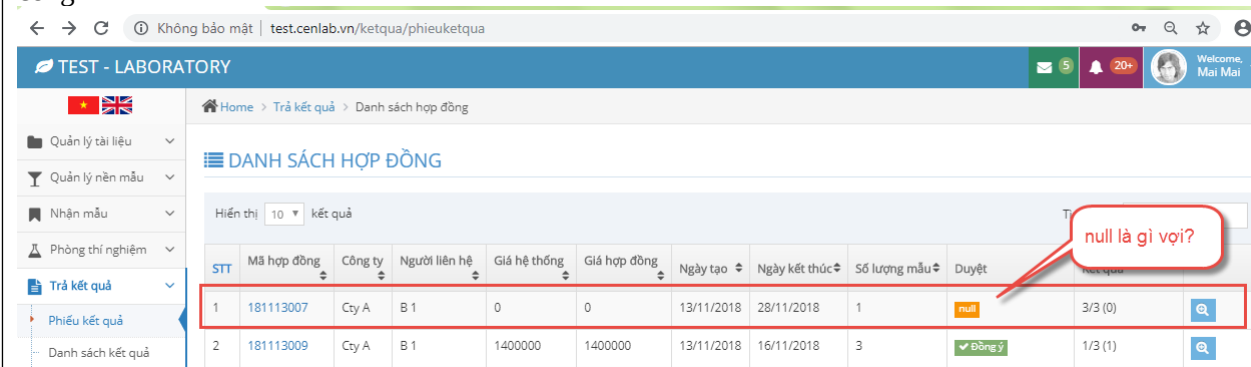 Không bảo mật | test.cenlab.vn/ketqua/phieuketqua
TEST - LABORATORY
5
20+
Welcome,
Mai Mai
Home > Trả kết quả > Danh sách hợp đồng
Quản lý tài liệu
DANH SÁCH HỢP ĐỒNG
Quản lý nền mẫu
Nhận mẫu
Hiển thị 10 kết quả
null là gì vợi?
Phòng thí nghiệm
STT Mã hợp đồng Công ty Người liên hệ Giá hệ thống Giá hợp đồng Ngày tạo Ngày kết thúc Số lượng mẫu Duyệt Kết quả
Trả kết quả
1 181113007 Cty A B 1 0 0 13/11/2018 28/11/2018 1 null 3/3 (0)
Phiếu kết quả
2 181113009 Cty A B 1 1400000 1400000 13/11/2018 16/11/2018 3 Đồng ý 1/3 (1)
Danh sách kết quả